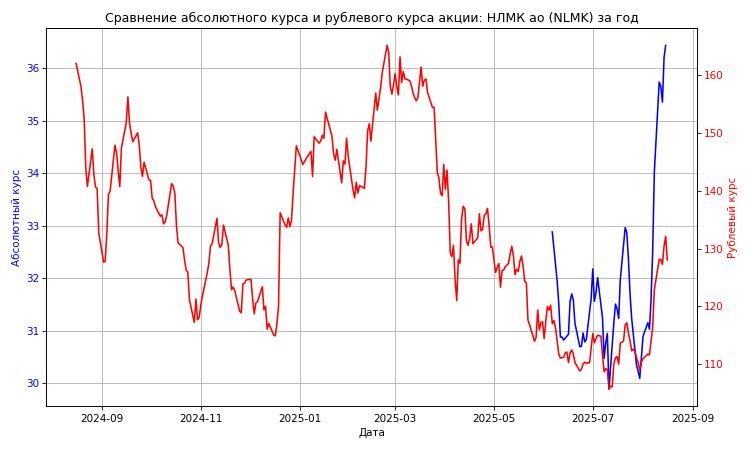 Сравнение абсолютного курса и рублевого курса акции: НЛМК ао (NLMK) за год
36
35
34
33
32
31
30
Абсолютный курс
160
150
140
130
120
110
Рублевый курс
2024-09 2024-11 2025-01 2025-03 2025-05 2025-07 2025-09
Дата